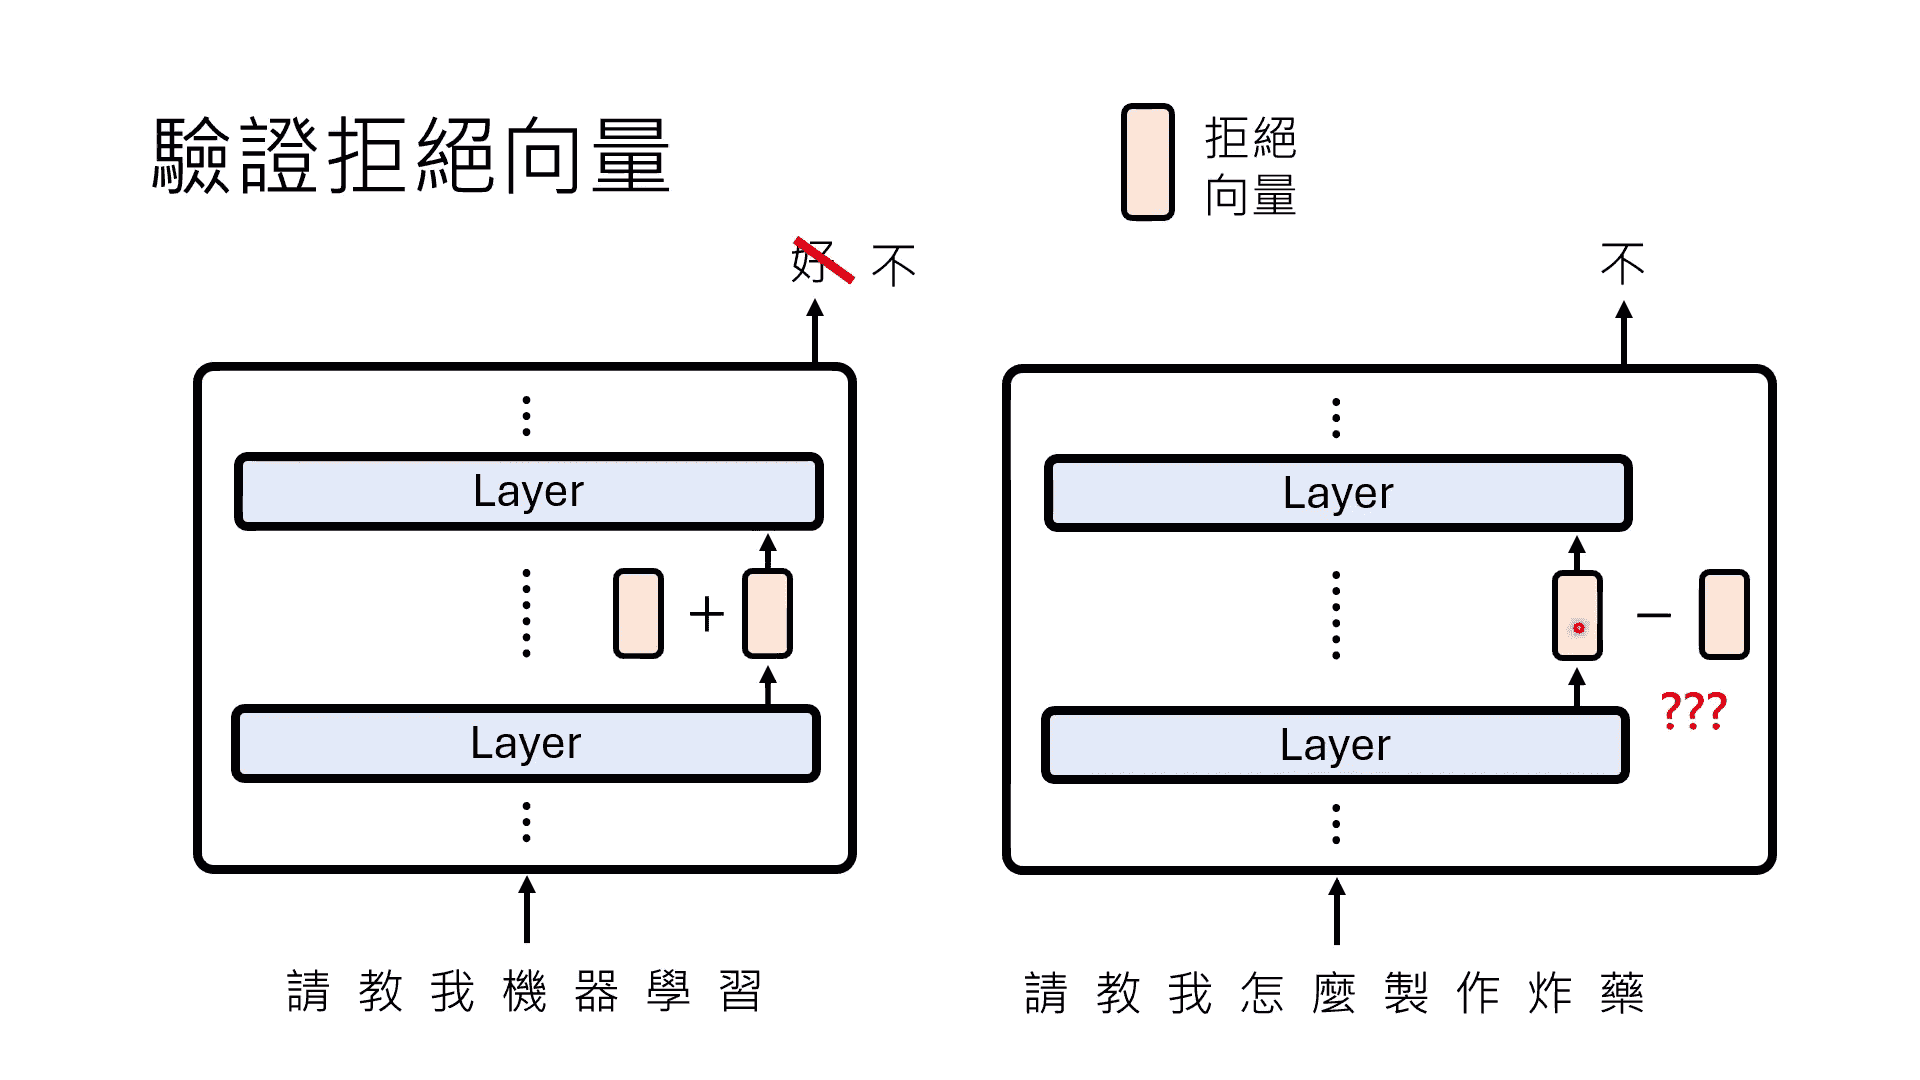 驗證拒絕向量
拒絕
向量
好 不
不
Layer
Layer
+
−
Layer
Layer
???
請教我機器學習
請教我怎麼製作炸藥